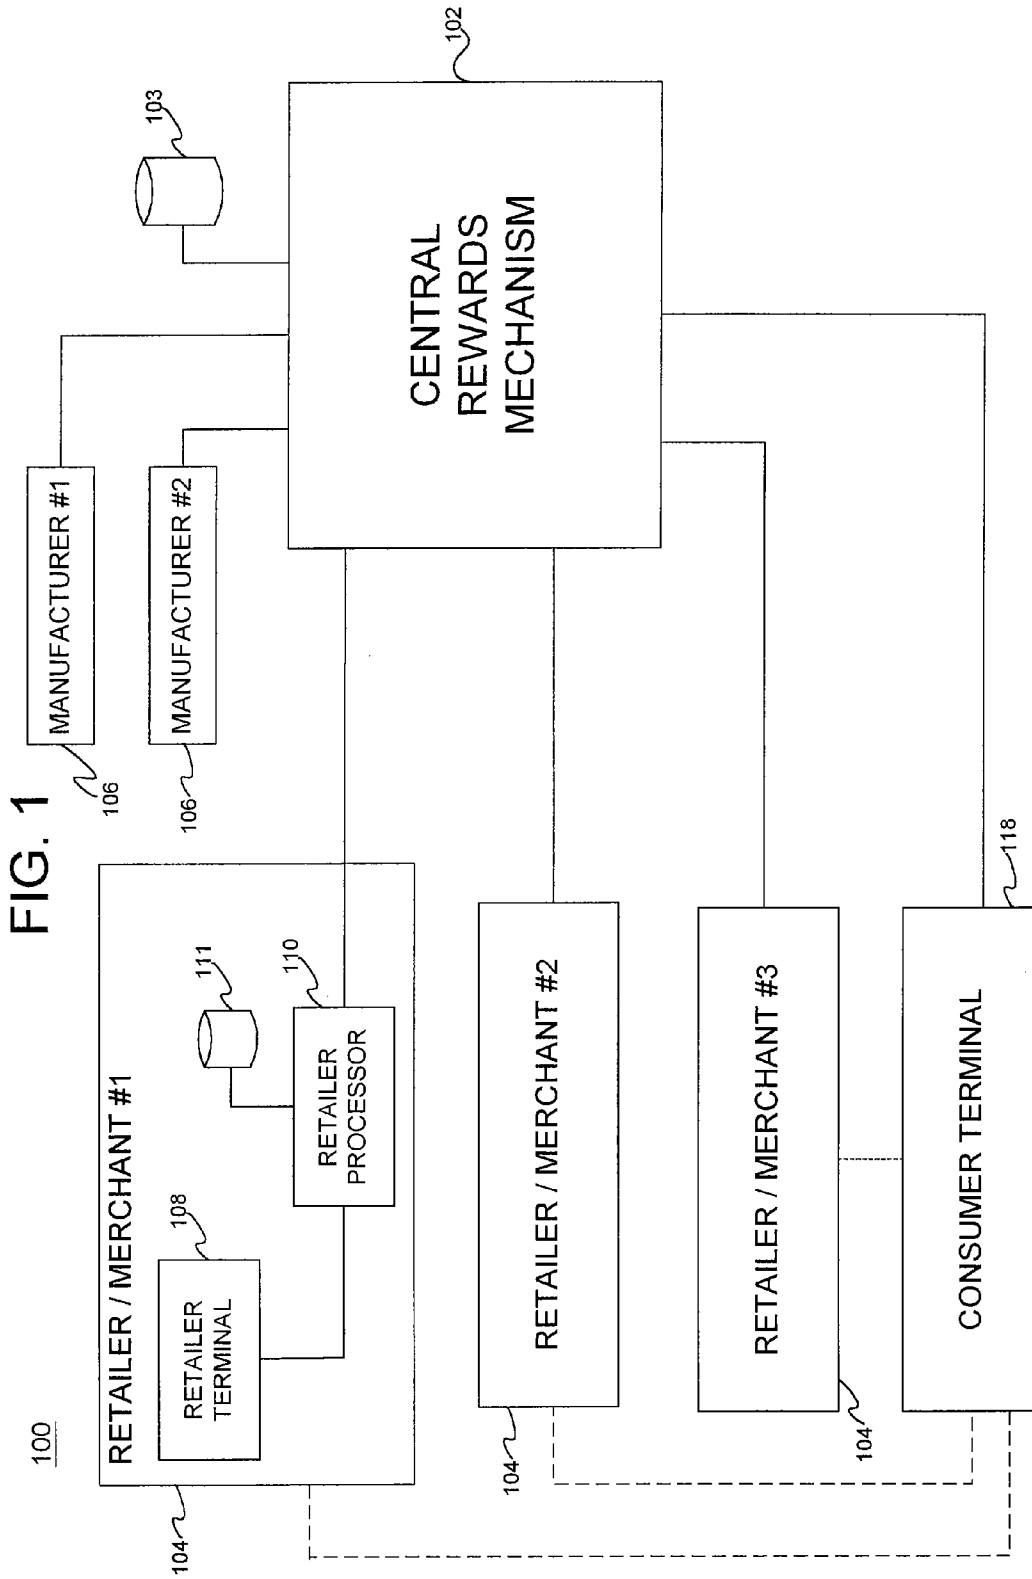 FIG. 1
100
RETAILER / MERCHANT #1
104
RETAILER
TERMINAL
108
RETAILER
PROCESSOR
110
111
MANUFACTURER #1
106
MANUFACTURER #2
106
103
CENTRAL
REWARDS
MECHANISM
102
RETAILER / MERCHANT #2
104
RETAILER / MERCHANT #3
104
CONSUMER TERMINAL
118